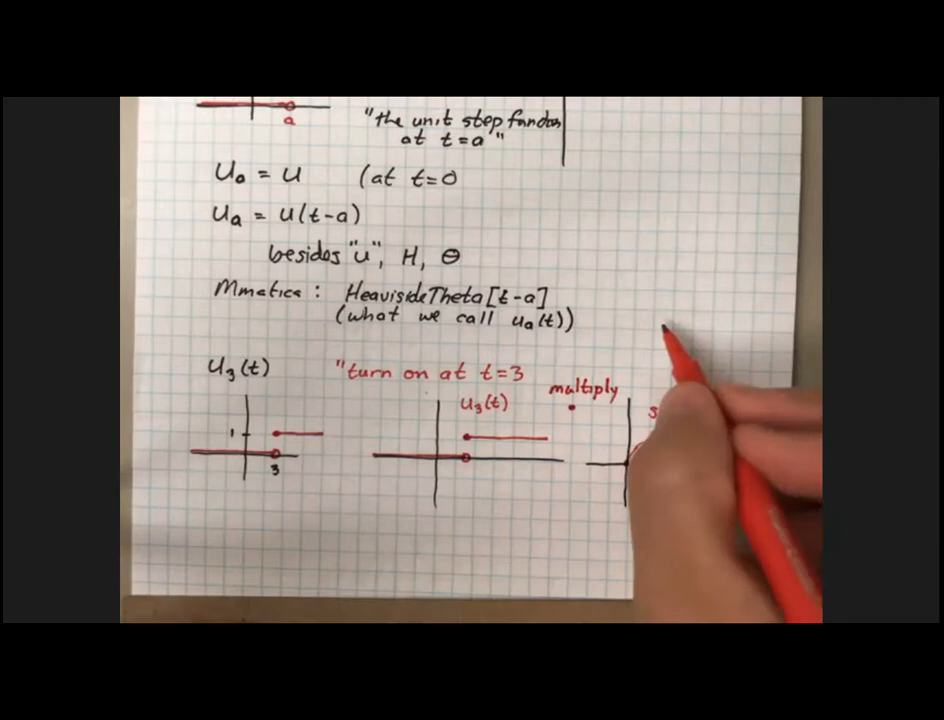 a
"the unit step
at t=a"
U₀ = u (at t=0
Uₐ = u(t-a)
besides "u", H, Θ
Mmatica: HeavisideTheta[t-a]
(what we call uₐ(t))
U₃(t) "turn on at t=3
multiply
u₃(t)
s
1
3